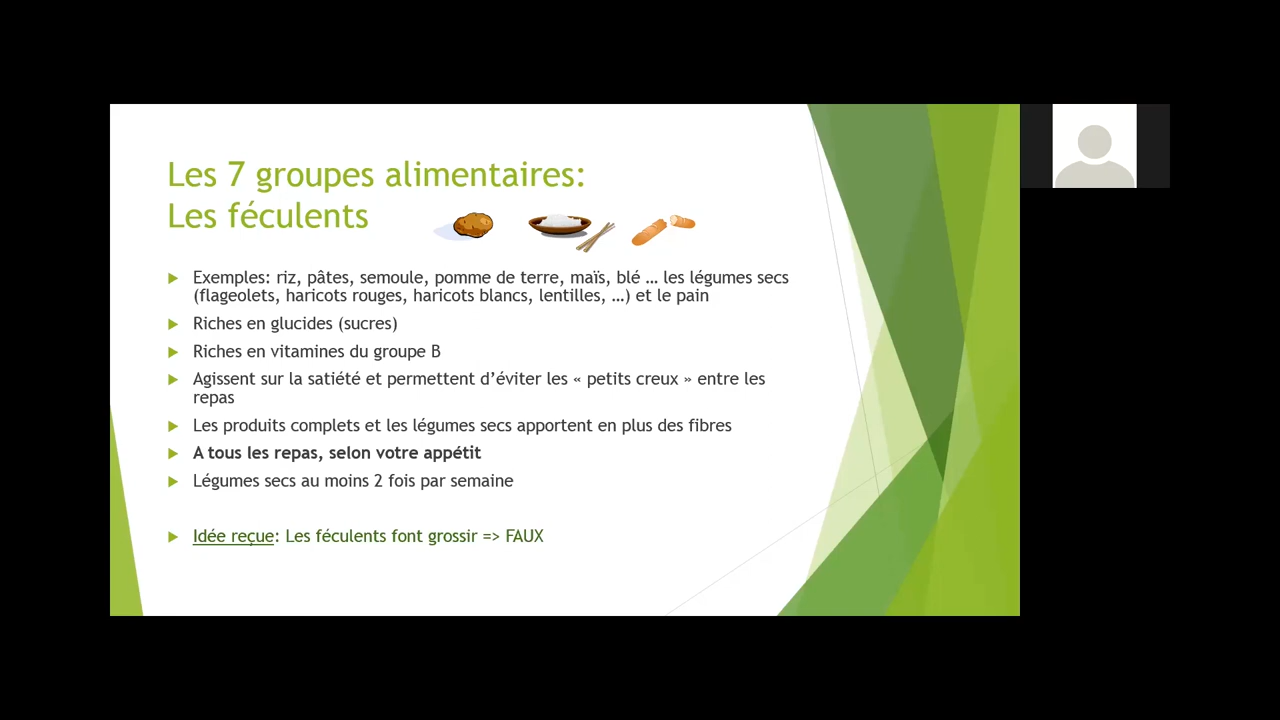 Les 7 groupes alimentaires:
Les féculents
Exemples: riz, pâtes, semoule, pomme de terre, maïs, blé … les légumes secs
(flageolets, haricots rouges, haricots blancs, lentilles, …) et le pain
Riches en glucides (sucres)
Riches en vitamines du groupe B
Agissent sur la satiété et permettent d’éviter les « petits creux » entre les
repas
Les produits complets et les légumes secs apportent en plus des fibres
A tous les repas, selon votre appétit
Légumes secs au moins 2 fois par semaine
Idée reçue: Les féculents font grossir => FAUX